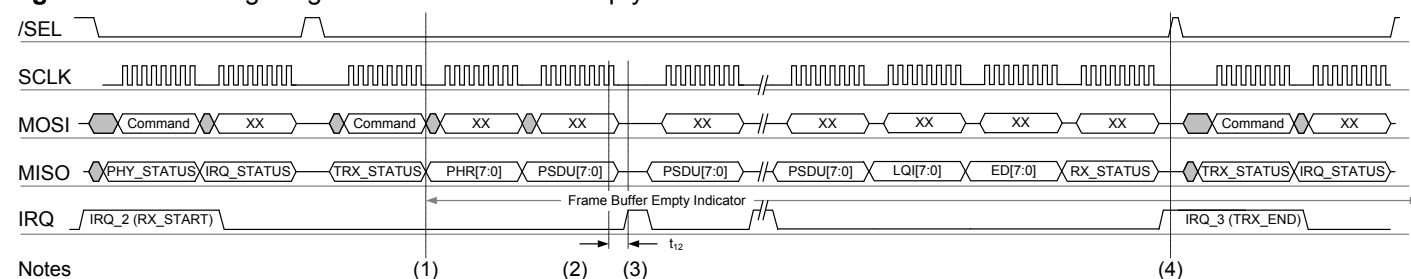 /SEL
SCLK
MOSI Command XX Command XX XX XX XX XX XX XX Command XX
MISO PHY_STATUS IRQ_STATUS TRX_STATUS PHR[7:0] PSDU[7:0] PSDU[7:0] PSDU[7:0] LQI[7:0] ED[7:0] RX_STATUS TRX_STATUS IRQ_STATUS
Frame Buffer Empty Indicator
IRQ IRQ_2 (RX_START) IRQ_3 (TRX_END)
t12
Notes (1) (2) (3) (4)